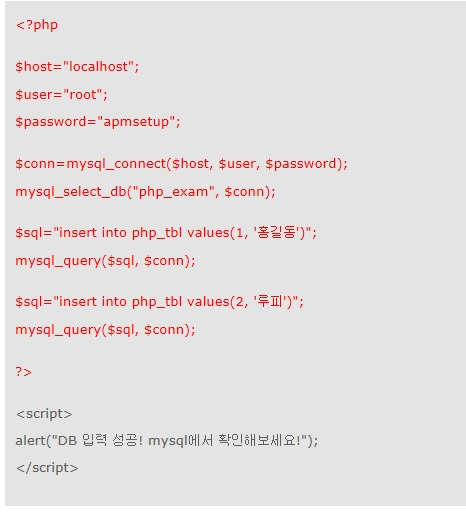 <?php
$host="localhost";
$user="root";
$password="apmsetup";
$conn=mysql_connect($host, $user, $password);
mysql_select_db("php_exam", $conn);
$sql="insert into php_tbl values(1, '홍길동')";
mysql_query($sql, $conn);
$sql="insert into php_tbl values(2, '루피')";
mysql_query($sql, $conn);
?>
<script>
alert("DB 입력 성공! mysql에서 확인해보세요!");
</script>